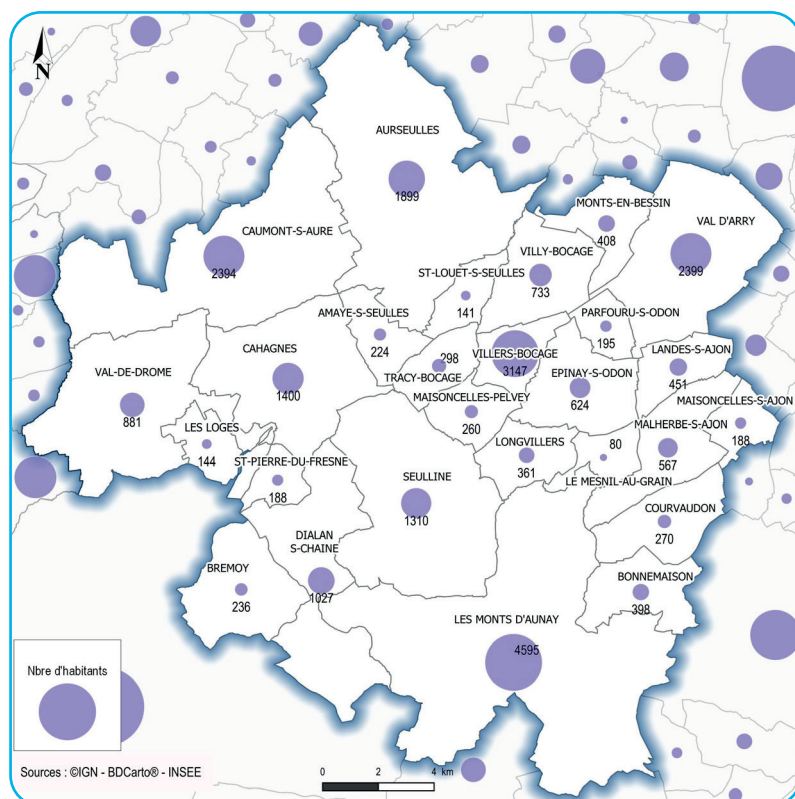 N
AURSEULLES
1899
MONTS-EN-BESSIN
408
VAL D'ARRY
2399
CAUMONT-S-AURE
2394
VILLY-BOCAGE
733
ST-LOUET-S-SEULLES
141
AMAYE-S-SEULLES
224
PARFOURU-S-ODON
195
CAHAGNES
1400
298
TRACY-BOCAGE
VILLERS-BOCAGE
3147
LANDES-S-AJON
451
VAL-DE-DROME
881
EPINAY-S-ODON
624
MAISONCELLES-PELVEY
260
MAISONCELLES-S-AJON
188
LES LOGES
144
LONGVILLERS
361
80
LE MESNIL-AU-GRAIN
MALHERBE-S-AJON
567
ST-PIERRE-DU-FRESNE
188
SEULLINE
1310
COURVAUDON
270
DIALAN
S-CHAINE
1027
BREMOY
236
BONNEMAISON
398
LES MONTS D'AUNAY
4595
Nbre d'habitants
Sources : ©IGN - BDCarto® - INSEE
0 2 4 km